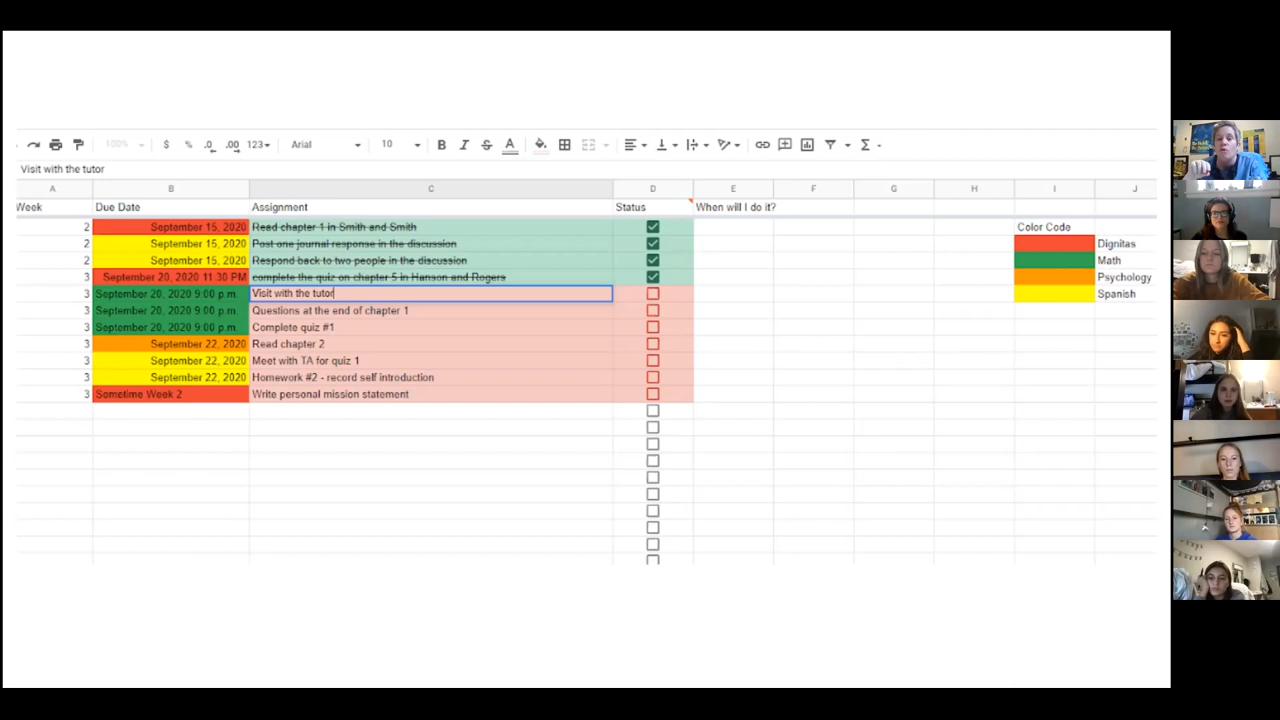 100% $ % .0 .00 123 Arial 10 B I S A Σ
Visit with the tutor
A B C D E F G H I J
Week Due Date Assignment Status When will I do it?
2 September 15, 2020 Read chapter 1 in Smith and Smith Color Code
2 September 15, 2020 Post one journal response in the discussion Dignitas
2 September 15, 2020 Respond back to two people in the discussion Math
3 September 20, 2020 11:30 PM complete the quiz on chapter 5 in Hanson and Rogers Psychology
3 September 20, 2020 9:00 p.m. Visit with the tutor Spanish
3 September 20, 2020 9:00 p.m. Questions at the end of chapter 1
3 September 20, 2020 9:00 p.m. Complete quiz #1
3 September 22, 2020 Read chapter 2
3 September 22, 2020 Meet with TA for quiz 1
3 September 22, 2020 Homework #2 - record self introduction
3 Sometime Week 2 Write personal mission statement